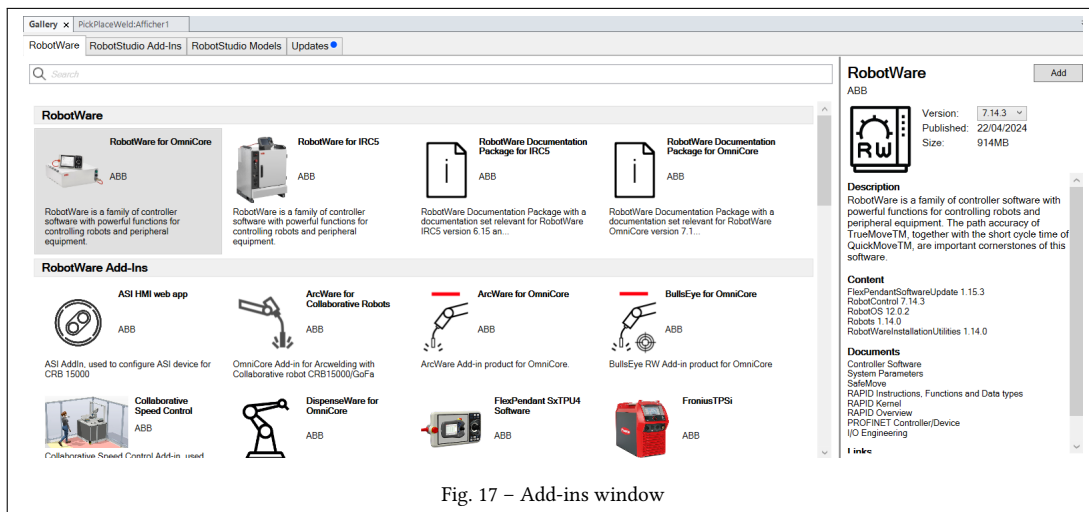 Gallery x PickPlaceWeld:Afficher1
RobotWare RobotStudio Add-Ins RobotStudio Models Updates
Search
RobotWare
RobotWare for OmniCore
ABB
RobotWare is a family of controller
software with powerful functions for
controlling robots and peripheral
equipment.
RobotWare for IRC5
ABB
RobotWare is a family of controller
software with powerful functions for
controlling robots and peripheral
equipment.
RobotWare Documentation
Package for IRC5
ABB
RobotWare Documentation Package with a
documentation set relevant for RobotWare
IRC5 version 6.15 an...
RobotWare Documentation
Package for OmniCore
ABB
RobotWare Documentation Package with a
documentation set relevant for RobotWare
OmniCore version 7.1...
RobotWare Add-Ins
ASI HMI web app
ABB
ASI AddIn, used to configure ASI device for
CRB 15000
ArcWare for
Collaborative Robots
ABB
OmniCore Add-in for Arcwelding with
Collaborative robot CRB15000/GoFa
ArcWare for OmniCore
ABB
ArcWare Add-in product for OmniCore.
BullsEye for OmniCore
ABB
BullsEye RW Add-in product for OmniCore
Collaborative
Speed Control
ABB
Collaborative Speed Control Add-in, used
DispenseWare for
OmniCore
ABB
FlexPendant SxTPU4
Software
ABB
FroniusTPSi
ABB
RobotWare
Add
ABB
RW
Version: 7.14.3
Published: 22/04/2024
Size: 914MB
Description
RobotWare is a family of controller software with
powerful functions for controlling robots and
peripheral equipment. The path accuracy of
TrueMoveTM, together with the short cycle time of
QuickMoveTM, are important cornerstones of this
software.
Content
FlexPendantSoftwareUpdate 1.15.3
RobotControl 7.14.3
RobotOS 12.0.2
Robots 1.14.0
RobotWareInstallationUtilities 1.14.0
Documents
Controller Software
System Parameters
SafeMove
RAPID Instructions, Functions and Data types
RAPID Kernel
RAPID Overview
PROFINET Controller/Device
I/O Engineering
Links
Fig. 17 – Add-ins window